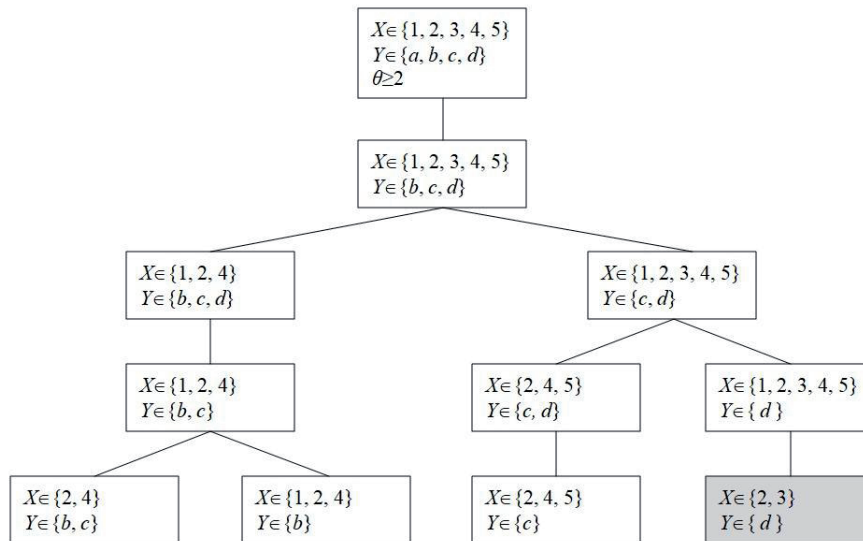 X∈{1, 2, 3, 4, 5}
Y∈{a, b, c, d}
θ≥2
X∈{1, 2, 3, 4, 5}
Y∈{b, c, d}
X∈{1, 2, 4}
Y∈{b, c, d}
X∈{1, 2, 3, 4, 5}
Y∈{c, d}
X∈{1, 2, 4}
Y∈{b, c}
X∈{2, 4, 5}
Y∈{c, d}
X∈{1, 2, 3, 4, 5}
Y∈{ d }
X∈{2, 4}
Y∈{b, c}
X∈{1, 2, 4}
Y∈{b}
X∈{2, 4, 5}
Y∈{c}
X∈{2, 3}
Y∈{ d }